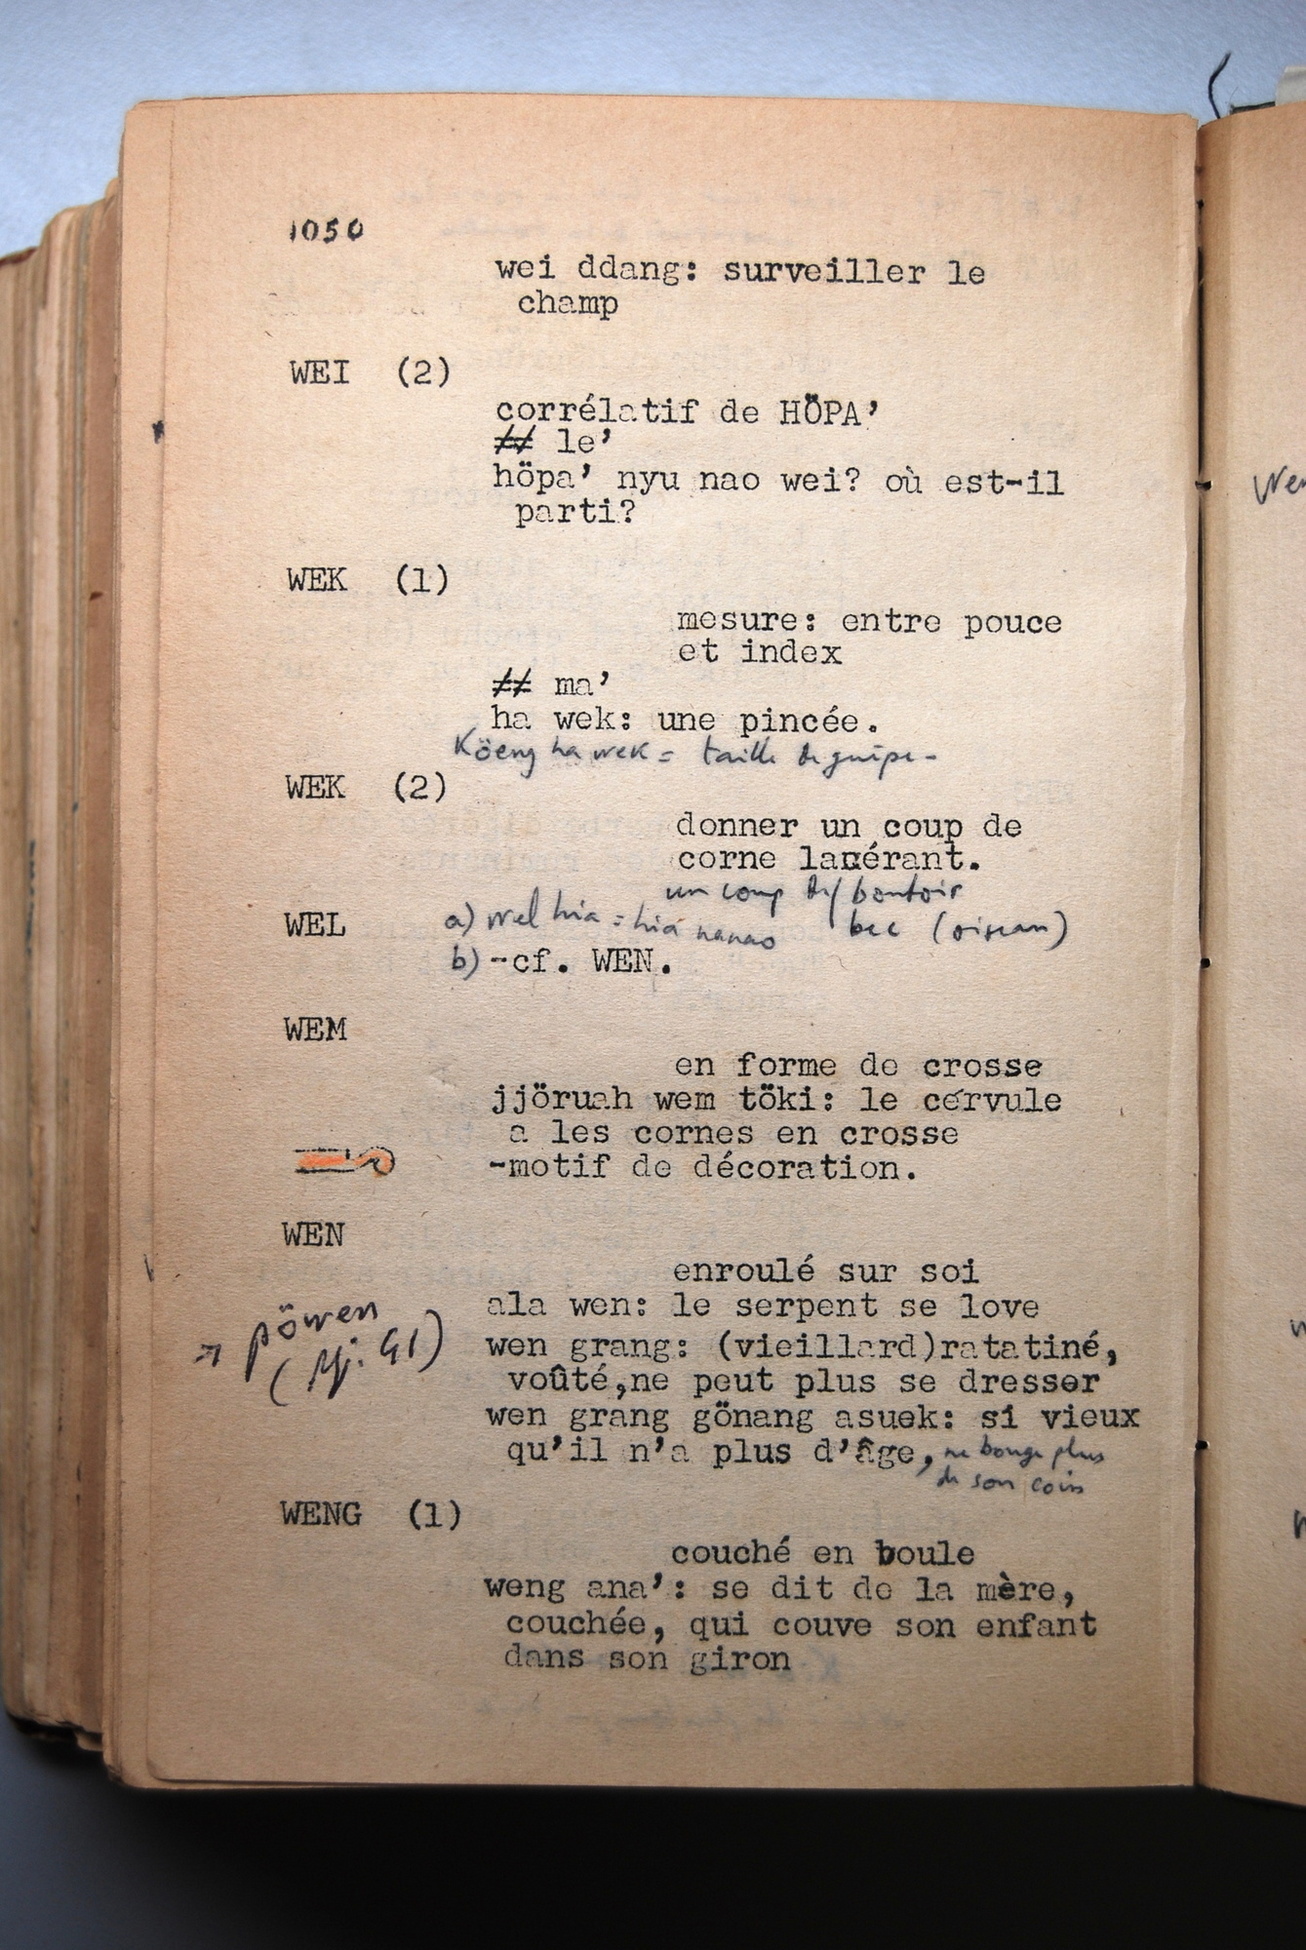 1050
wei ddang: surveiller le
champ
WEI (2)
corrélatif de HÖPA'
≠≠ le'
höpa' nyu nao wei? où est-il
parti?
WEK (1)
mesure: entre pouce
et index
≠≠ ma'
ha wek: une pincée.
Köeng ha wek = taille de guêpe-
WEK (2)
donner un coup de
corne lacérant.
un coup de/ boutoir
bec (oiseau)
WEL a) wel hia = hia nanao
b) -cf. WEN.
WEM
en forme de crosse
jjöruah wem töki: le cervule
a les cornes en crosse
-motif de décoration.
WEN
enroulé sur soi
ala wen: le serpent se love
→ pöwen
wen grang: (vieillard)ratatiné,
voûté,ne peut plus se dresser
wen grang gönang asuek: si vieux
qu'il n'a plus d'âge, ne bouge plus
de son coin
WENG (1)
couché en boule
weng ana': se dit de la mère,
couchée, qui couve son enfant
dans son giron